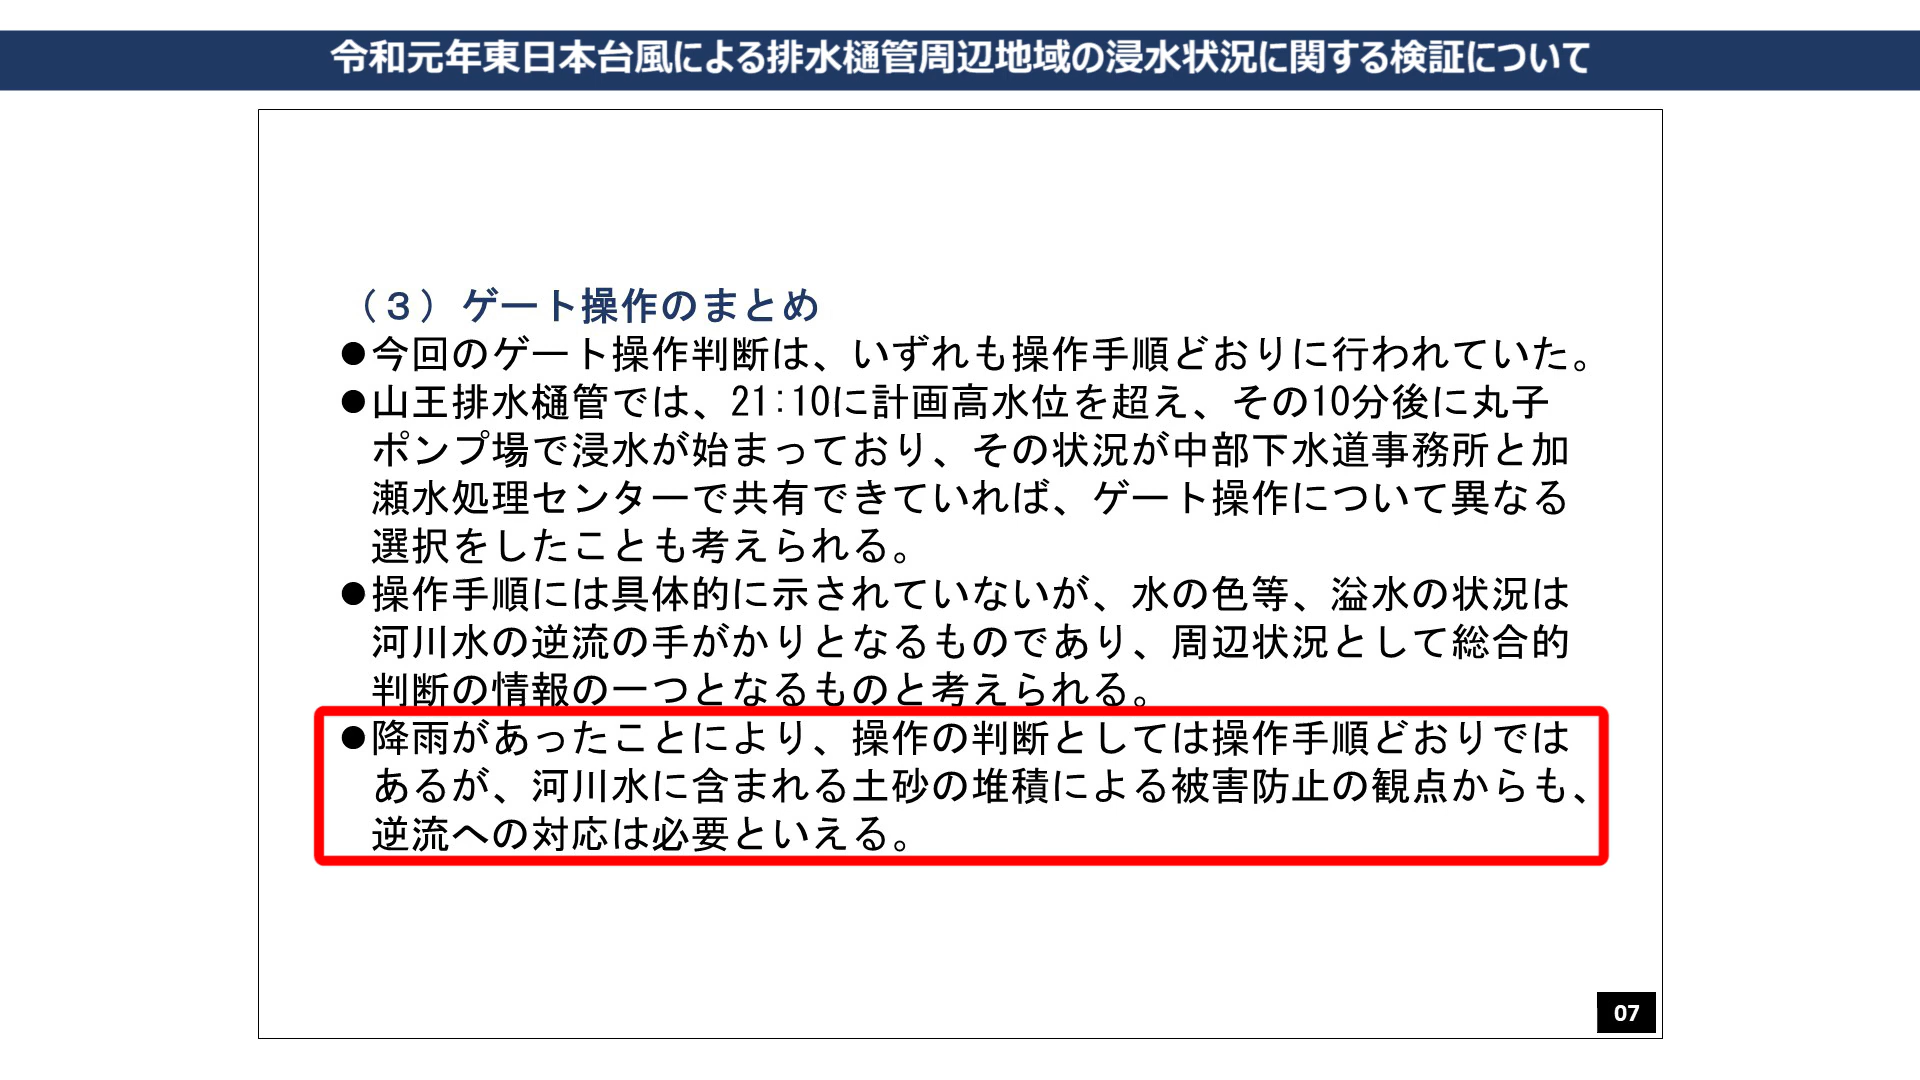 令和元年東日本台風による排水樋管周辺地域の浸水状況に関する検証について
（３）ゲート操作のまとめ
●今回のゲート操作判断は、いずれも操作手順どおりに行われていた。
●山王排水樋管では、21:10に計画高水位を超え、その10分後に丸子
ポンプ場で浸水が始まっており、その状況が中部下水道事務所と加
瀬水処理センターで共有できていれば、ゲート操作について異なる
選択をしたことも考えられる。
●操作手順には具体的に示されていないが、水の色等、溢水の状況は
河川水の逆流の手がかりとなるものであり、周辺状況として総合的
判断の情報の一つとなるものと考えられる。
●降雨があったことにより、操作の判断としては操作手順どおりでは
あるが、河川水に含まれる土砂の堆積による被害防止の観点からも、
逆流への対応は必要といえる。
07